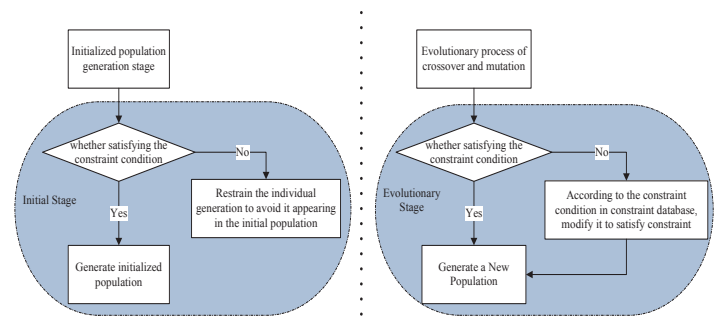 Initialized population
generation stage
whether satisfying the
constraint condition
No
Initial Stage
Restrain the individual
generation to avoid it appearing
in the initial population
Yes
Generate initialized
population
Evolutionary process of
crossover and mutation
whether satisfying the
constraint condition
No
Evolutionary
Stage
According to the constraint
condition in constraint database,
modify it to satisfy constraint
Yes
Generate a New
Population